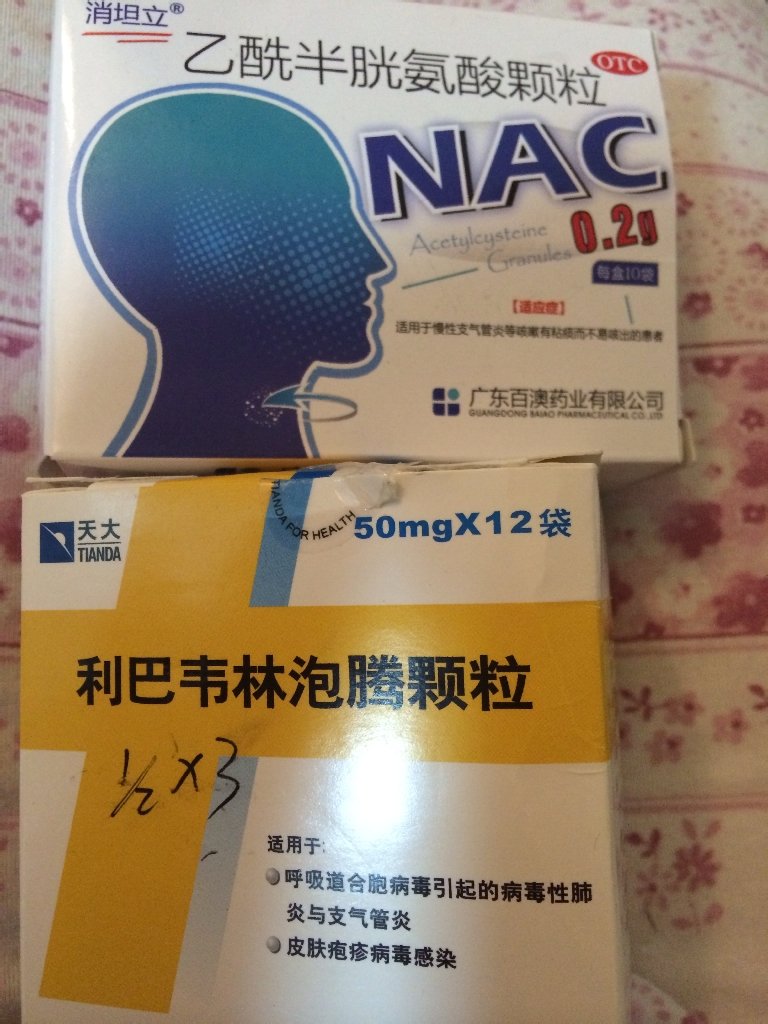 消坦立®
乙酰半胱氨酸颗粒
OTC
NAC
Acetylcysteine
Granules
0.2g
每盒10袋
【适应症】
适用于慢性支气管炎等咳嗽有粘痰而不易咳出的患者
广东百澳药业有限公司
GUANGDONG BAIAO PHARMACEUTICAL CO.,LTD.
天大
TIANDA
TIANDA FOR HEALTH
50mgX12袋
利巴韦林泡腾颗粒
1/2 x 3
适用于:
呼吸道合胞病毒引起的病毒性肺
炎与支气管炎
皮肤疱疹病毒感染